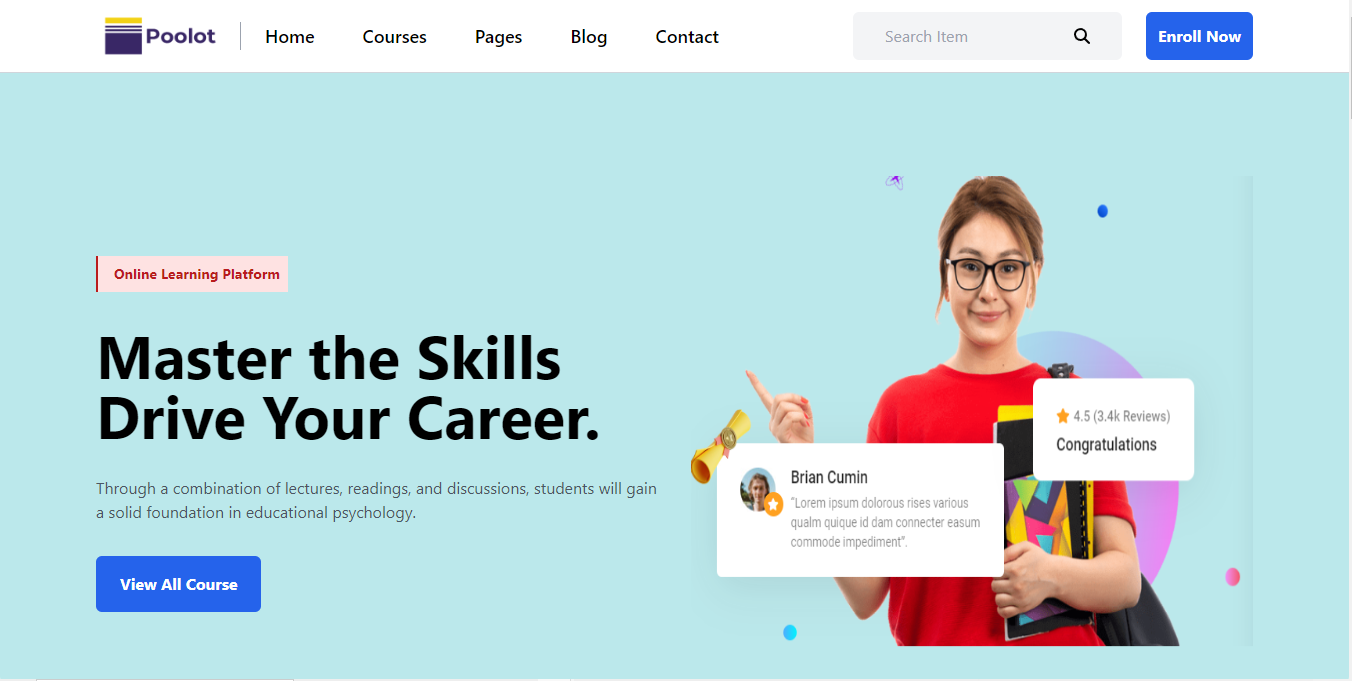 Poolot
Home
Courses
Pages
Blog
Contact
Search Item
Enroll Now
Online Learning Platform
Master the Skills
Drive Your Career.
Through a combination of lectures, readings, and discussions, students will gain
a solid foundation in educational psychology.
View All Course
4.5 (3.4k Reviews)
Congratulations
Brian Cumin
“Lorem ipsum dolorous rises various
qualm quique id dam connecter easum
commode impediment”.